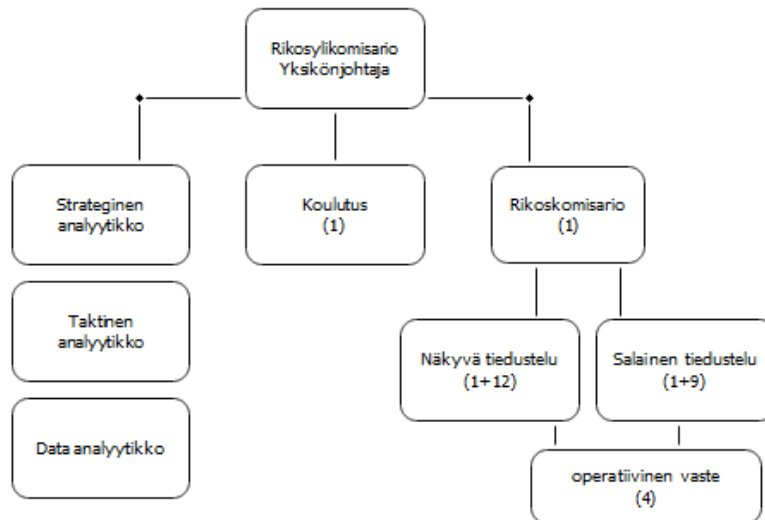 Rikosylikomisario
Yksikönjohtaja
Strateginen
analyytikko
Koulutus
(1)
Rikoskomisario
(1)
Taktinen
analyytikko
Näkyvä tiedustelu
(1+12)
Salainen tiedustelu
(1+9)
Data analyytikko
operatiivinen vaste
(4)